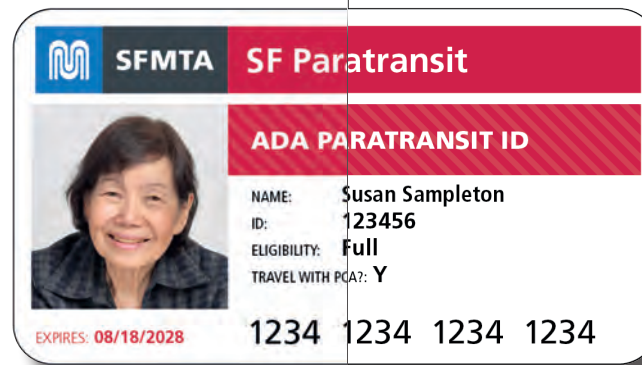 SFMTA SF Paratransit
ADA PARATRANSIT ID
NAME: Susan Sampleton
ID: 123456
ELIGIBILITY: Full
TRAVEL WITH PCA?: Y
EXPIRES: 08/18/2028 1234 1234 1234 1234